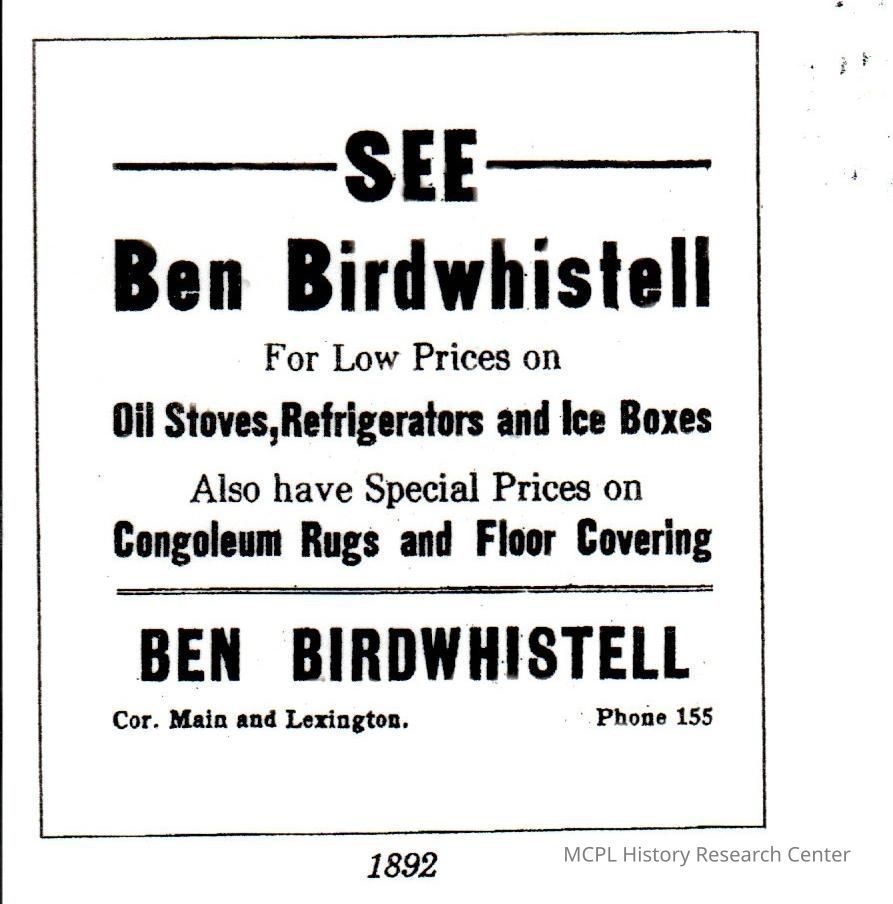 SEE
Ben Birdwhistell
For Low Prices on
Oil Stoves,Refrigerators and Ice Boxes
Also have Special Prices on
Congoleum Rugs and Floor Covering
BEN BIRDWHISTELL
Cor. Main and Lexington. Phone 155
1892
MCPL History Research Center